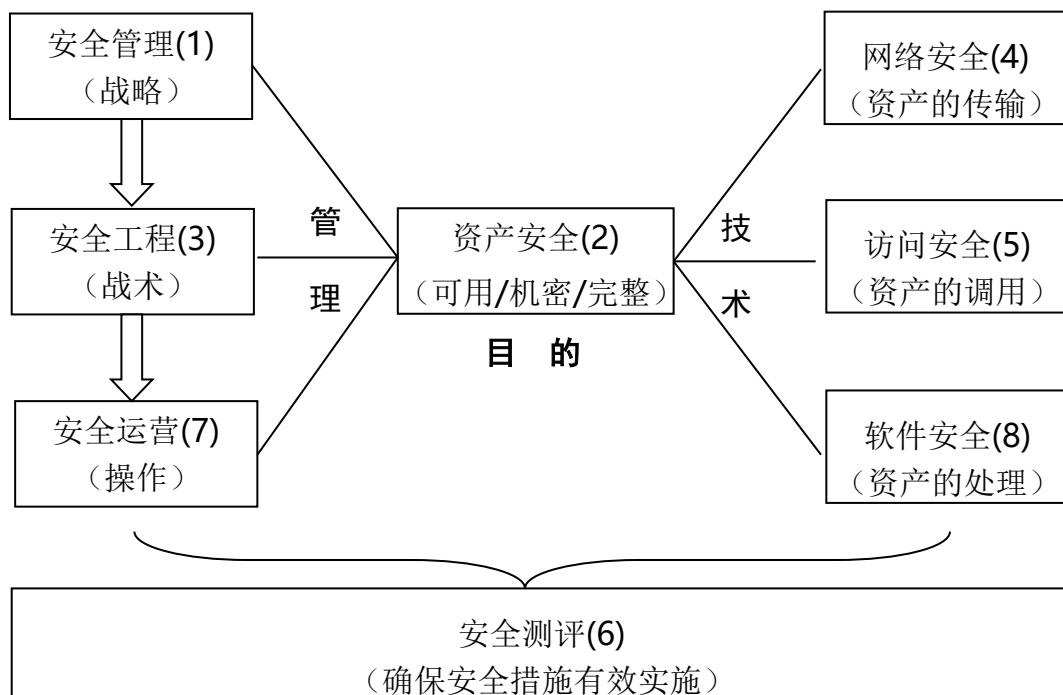 安全管理(1)
（战略）
网络安全(4)
（资产的传输）
安全工程(3)
（战术）
管
理
资产安全(2)
（可用/机密/完整）
目 的
技
术
访问安全(5)
（资产的调用）
安全运营(7)
（操作）
软件安全(8)
（资产的处理）
安全测评(6)
（确保安全措施有效实施）